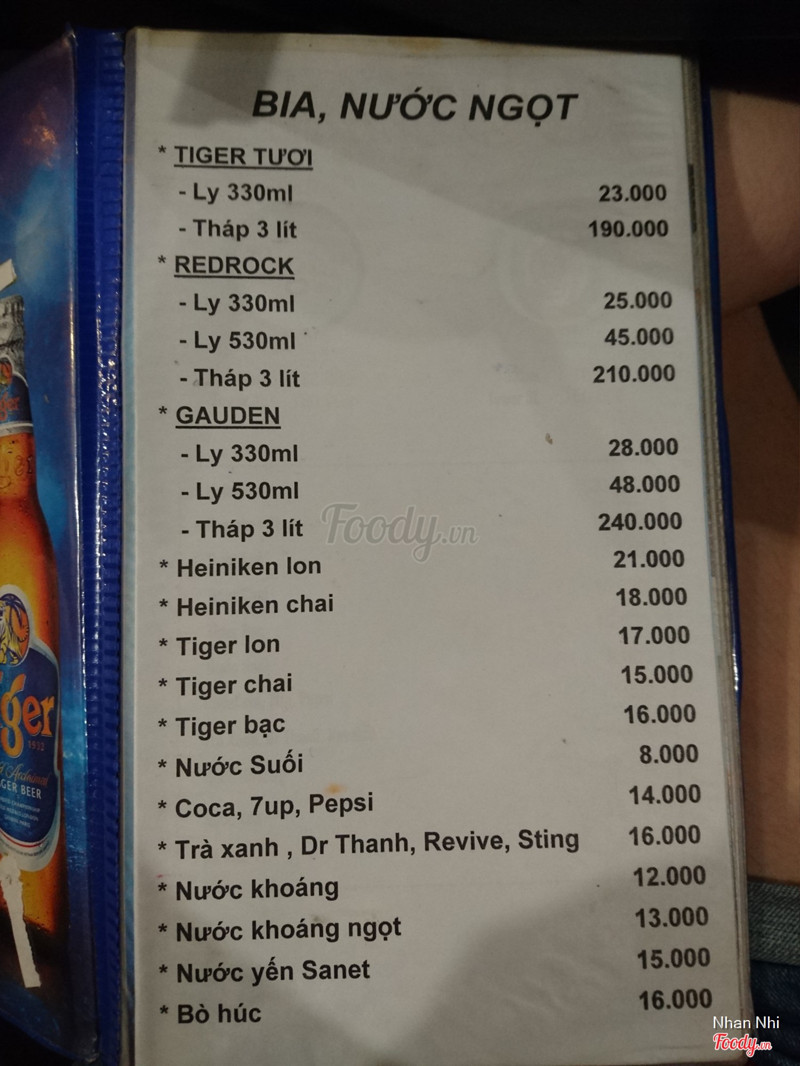 BIA, NƯỚC NGỌT
* TIGER TƯƠI
- Ly 330ml 23.000
- Tháp 3 lít 190.000
* REDROCK
- Ly 330ml 25.000
- Ly 530ml 45.000
- Tháp 3 lít 210.000
* GAUDEN
- Ly 330ml 28.000
- Ly 530ml 48.000
- Tháp 3 lít 240.000
* Heiniken lon 21.000
* Heiniken chai 18.000
* Tiger lon 17.000
* Tiger chai 15.000
* Tiger bạc 16.000
* Nước Suối 8.000
* Coca, 7up, Pepsi 14.000
* Trà xanh , Dr Thanh, Revive, Sting 16.000
* Nước khoáng 12.000
* Nước khoáng ngọt 13.000
* Nước yến Sanet 15.000
* Bò húc 16.000
Foody.vn
iger
1932
GER BEER
Nhan Nhi
Foody.vn